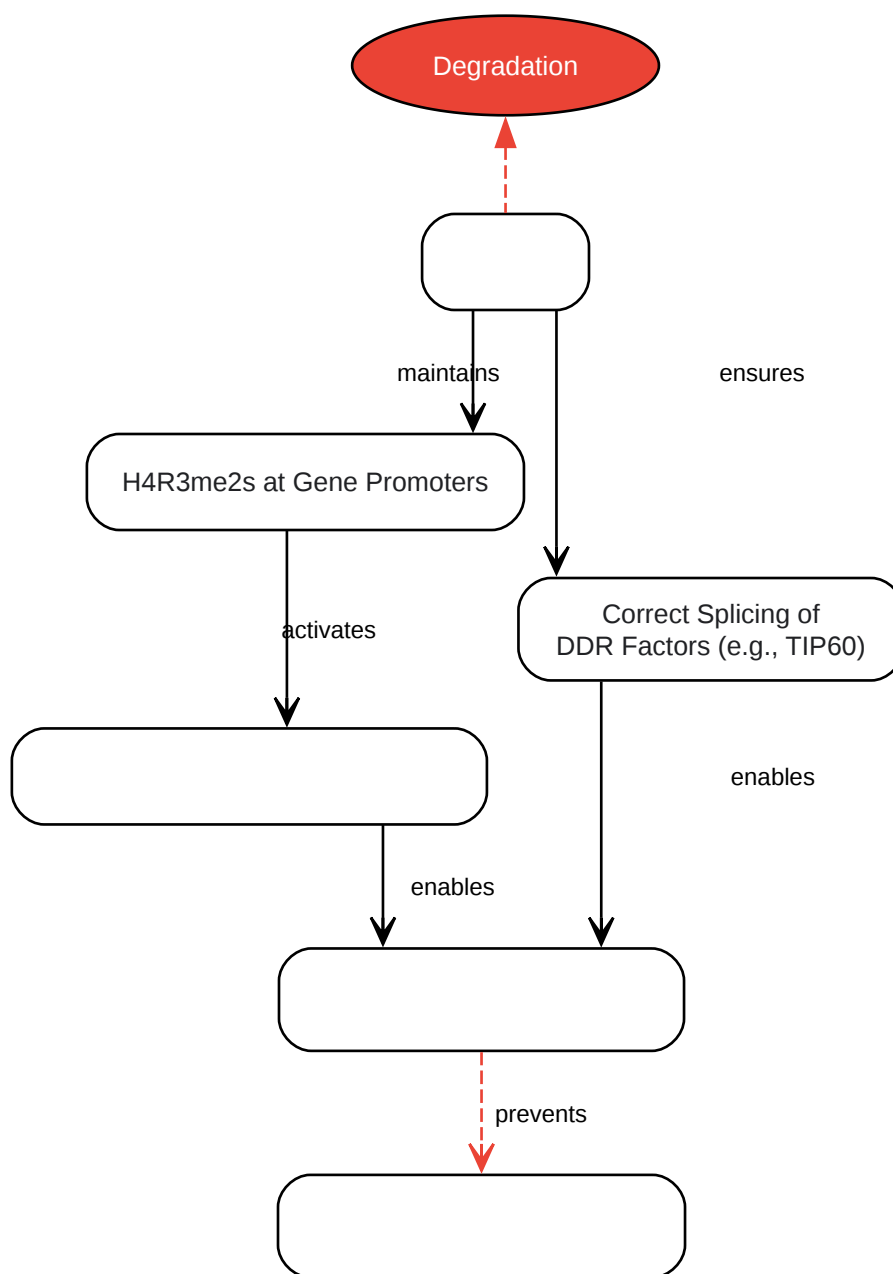 Degradation
maintains
ensures
H4R3me2s at Gene Promoters
Correct Splicing of
DDR Factors (e.g., TIP60)
activates
enables
enables
prevents